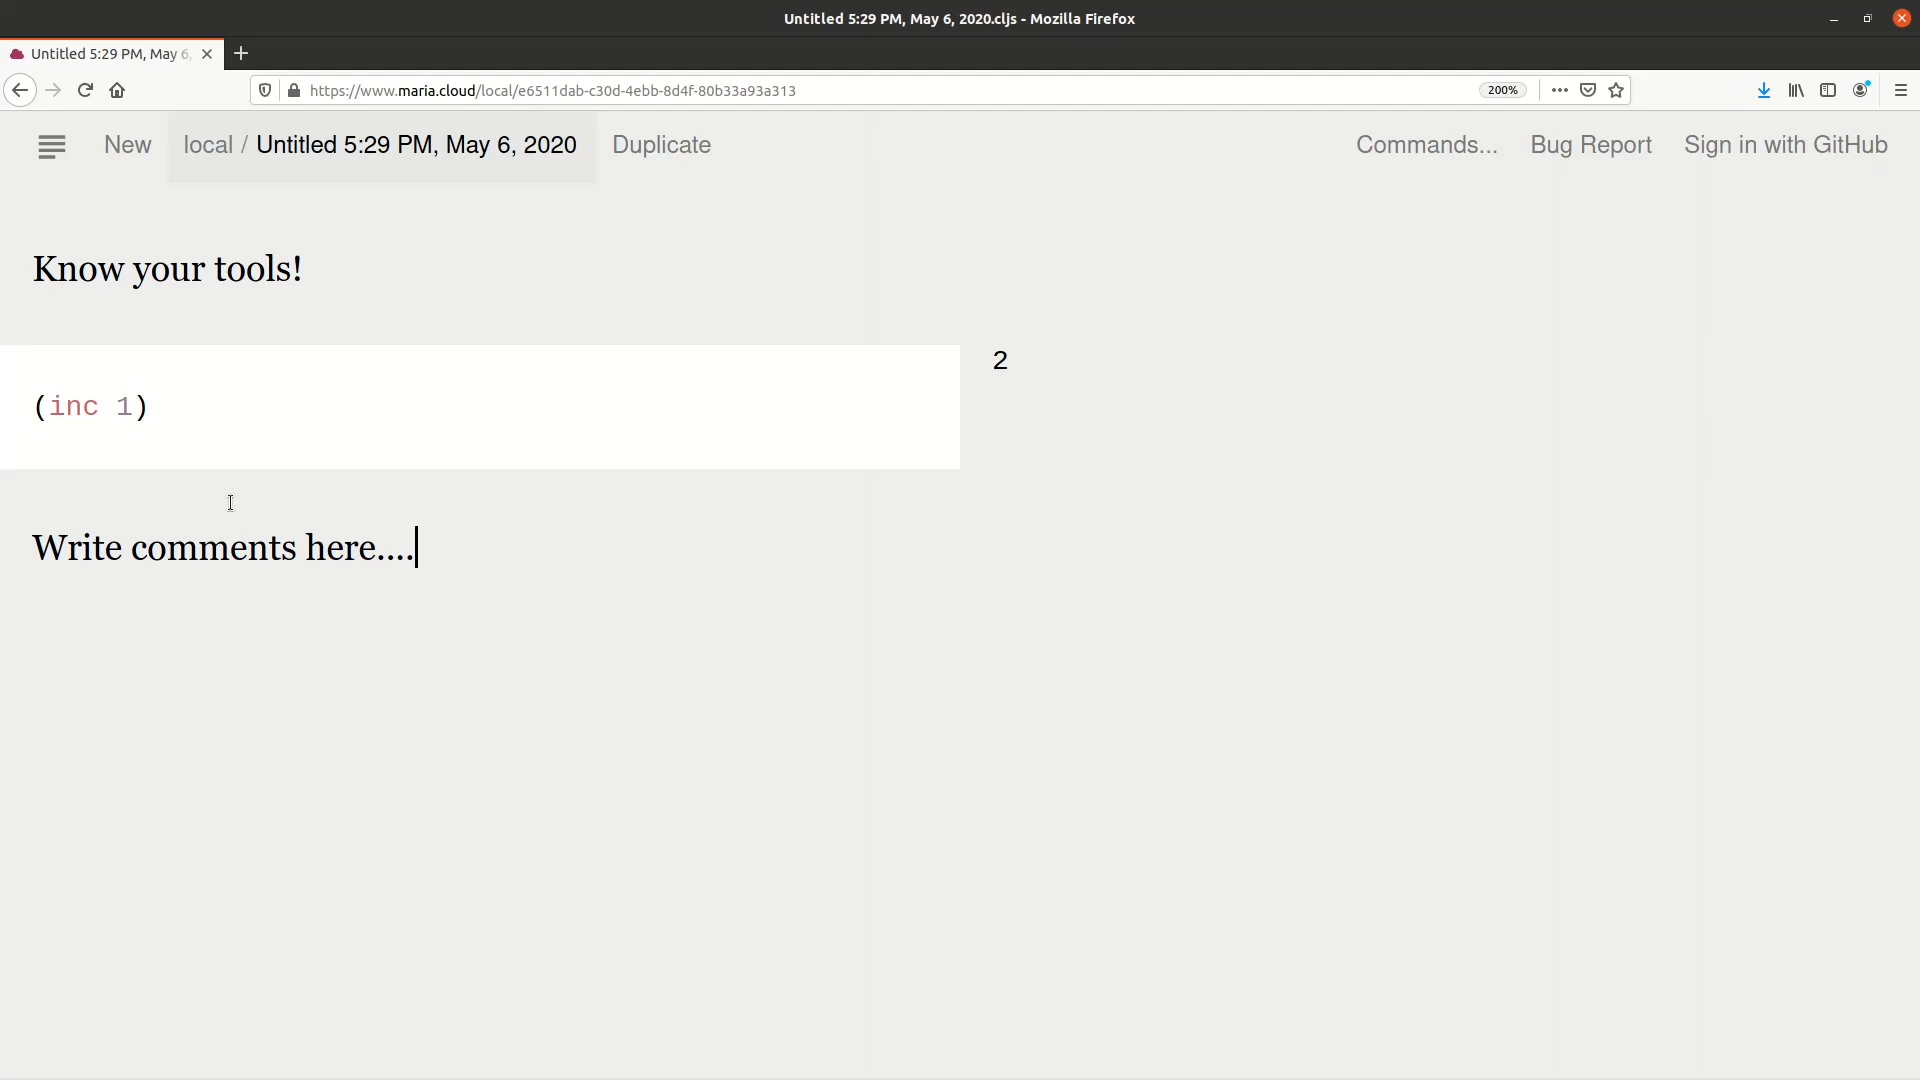 Untitled 5:29 PM, May 6, 2020.cljs - Mozilla Firefox
Untitled 5:29 PM, May 6,
https://www.maria.cloud/local/e6511dab-c30d-4ebb-8d4f-80b33a93a313
200%
New
local / Untitled 5:29 PM, May 6, 2020
Duplicate
Commands...
Bug Report
Sign in with GitHub
Know your tools!
(inc 1)
2
Write comments here....